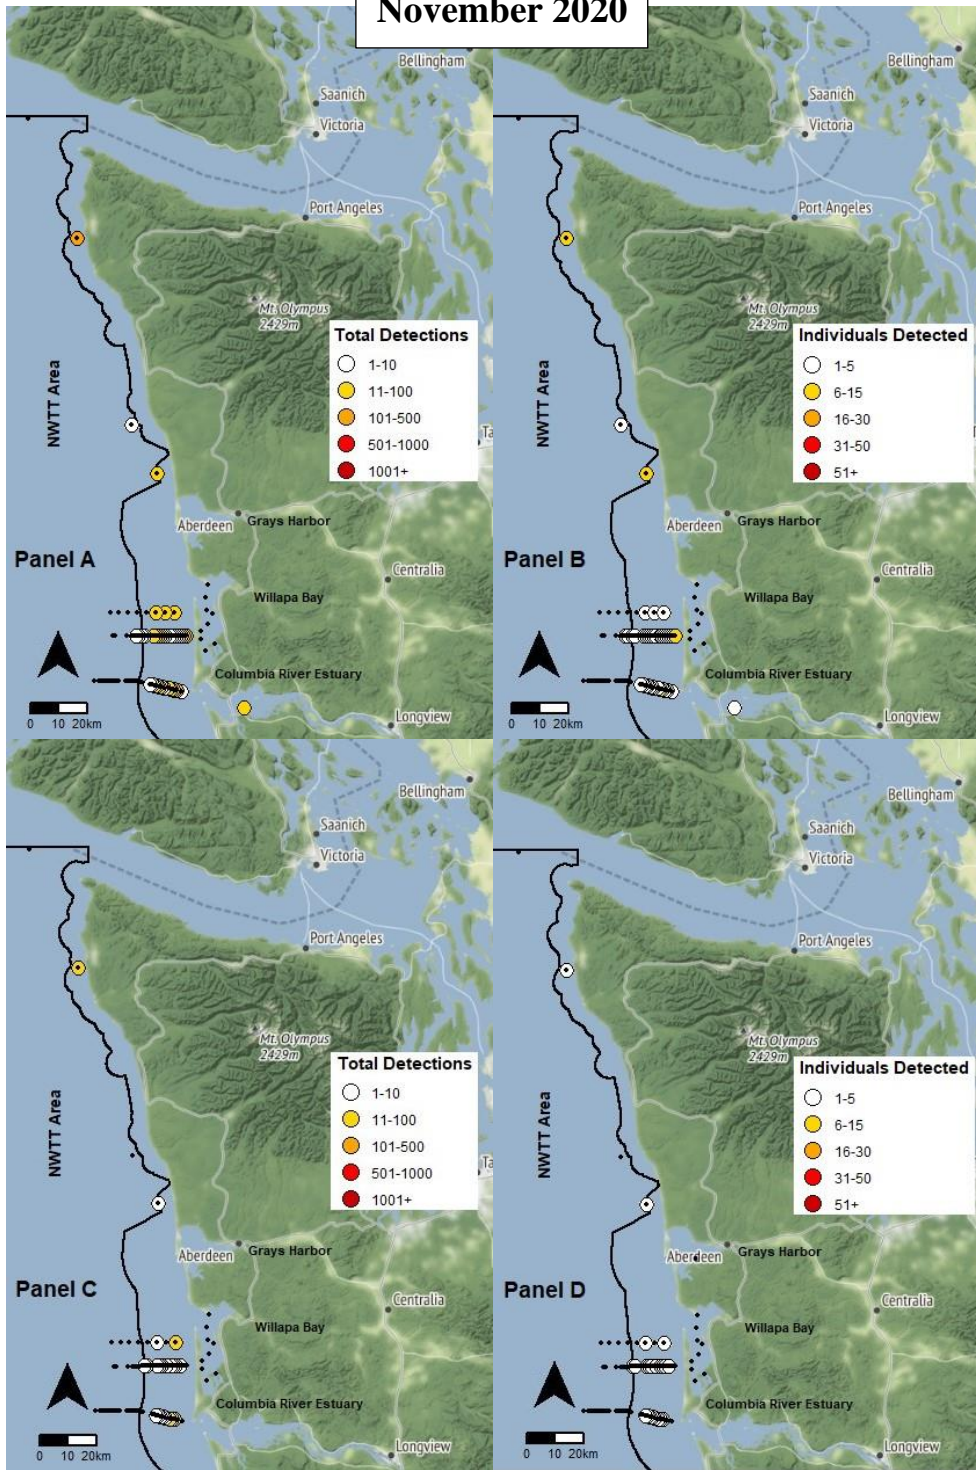 November 2020
Bellingham
Saanich
Victoria
Port Angeles
Mt. Olympus
2429m
Total Detections
1-10
11-100
101-500
501-1000
1001+
NWTT Area
Ta
Aberdeen
Grays Harbor
Panel A
Centralia
Willapa Bay
Columbia River Estuary
0 10 20km
Longview
Bellingham
Saanich
Victoria
Port Angeles
Mt. Olympus
2429m
Individuals Detected
1-5
6-15
16-30
31-50
51+
NWTT Area
Aberdeen
Grays Harbor
Panel B
Centralia
Willapa Bay
Columbia River Estuary
0 10 20km
Longview
Bellingham
Saanich
Victoria
Port Angeles
Mt. Olympus
2429m
Total Detections
1-10
11-100
101-500
501-1000
1001+
NWTT Area
Ta
Aberdeen
Grays Harbor
Panel C
Centralia
Willapa Bay
Columbia River Estuary
0 10 20km
Longview
Bellingham
Saanich
Victoria
Port Angeles
Mt. Olympus
2429m
Individuals Detected
1-5
6-15
16-30
31-50
51+
NWTT Area
Aberdeen
Grays Harbor
Panel D
Centralia
Willapa Bay
Columbia River Estuary
0 10 20km
Longview